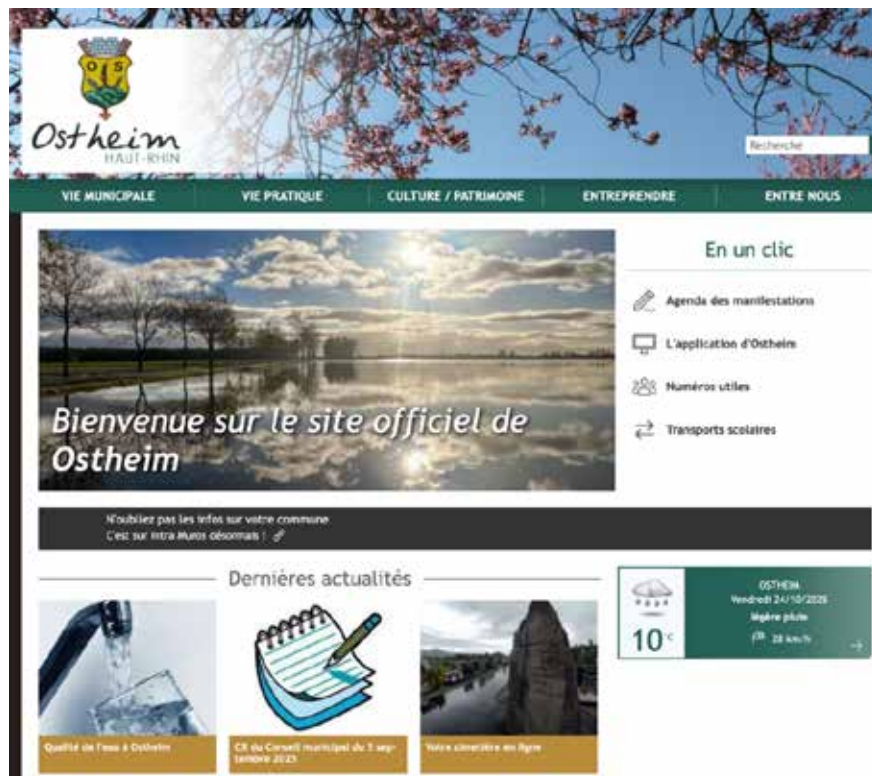 O S
Ostheim
HAUT-RHIN
Recherche
VIE MUNICIPALE
VIE PRATIQUE
CULTURE / PATRIMOINE
ENTREPRENDRE
ENTRE NOUS
Bienvenue sur le site officiel de
Ostheim
En un clic
Agenda des manifestations
L'application d'Ostheim
Numéros utiles
Transports scolaires
N'oubliez pas les infos sur votre commune
C'est sur Intra Muros désormais !
Dernières actualités
Qualité de l'eau à Ostheim
CR du Conseil municipal du 5 sep-
tembre 2025
Votre cimetière en ligne
OSTHEIM
Vendredi 24/10/2025
légère pluie
10°C
28 km/h